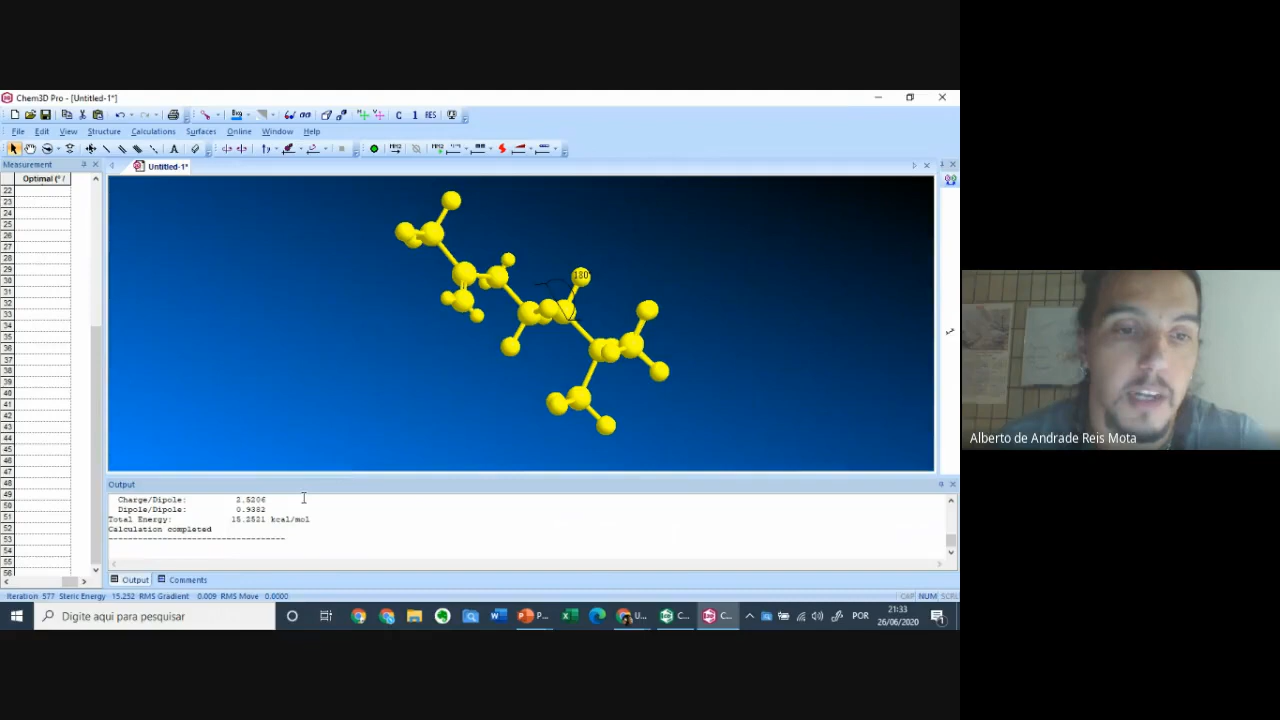 Chem3D Pro - [Untitled-1*]
File Edit View Structure Calculations Surfaces Online Window Help
Measurement
Untitled-1*
Optimal (° /
22
23
24
25
26
27
28
29
30
31
32
33
34
35
36
37
38
39
40
41
42
43
44
45
46
47
48
49
50
51
52
53
54
55
56
180
Output
Charge/Dipole: 2.5206
Dipole/Dipole: 0.9382
Total Energy: 15.2521 kcal/mol
Calculation completed
------------------------------------
Output Comments
Iteration 577 Steric Energy 15.252 RMS Gradient 0.009 RMS Move 0.0000
CAP NUM SCRL
Digite aqui para pesquisar
P...
U...
C...
C...
POR
21:33
26/06/2020
Alberto de Andrade Reis Mota